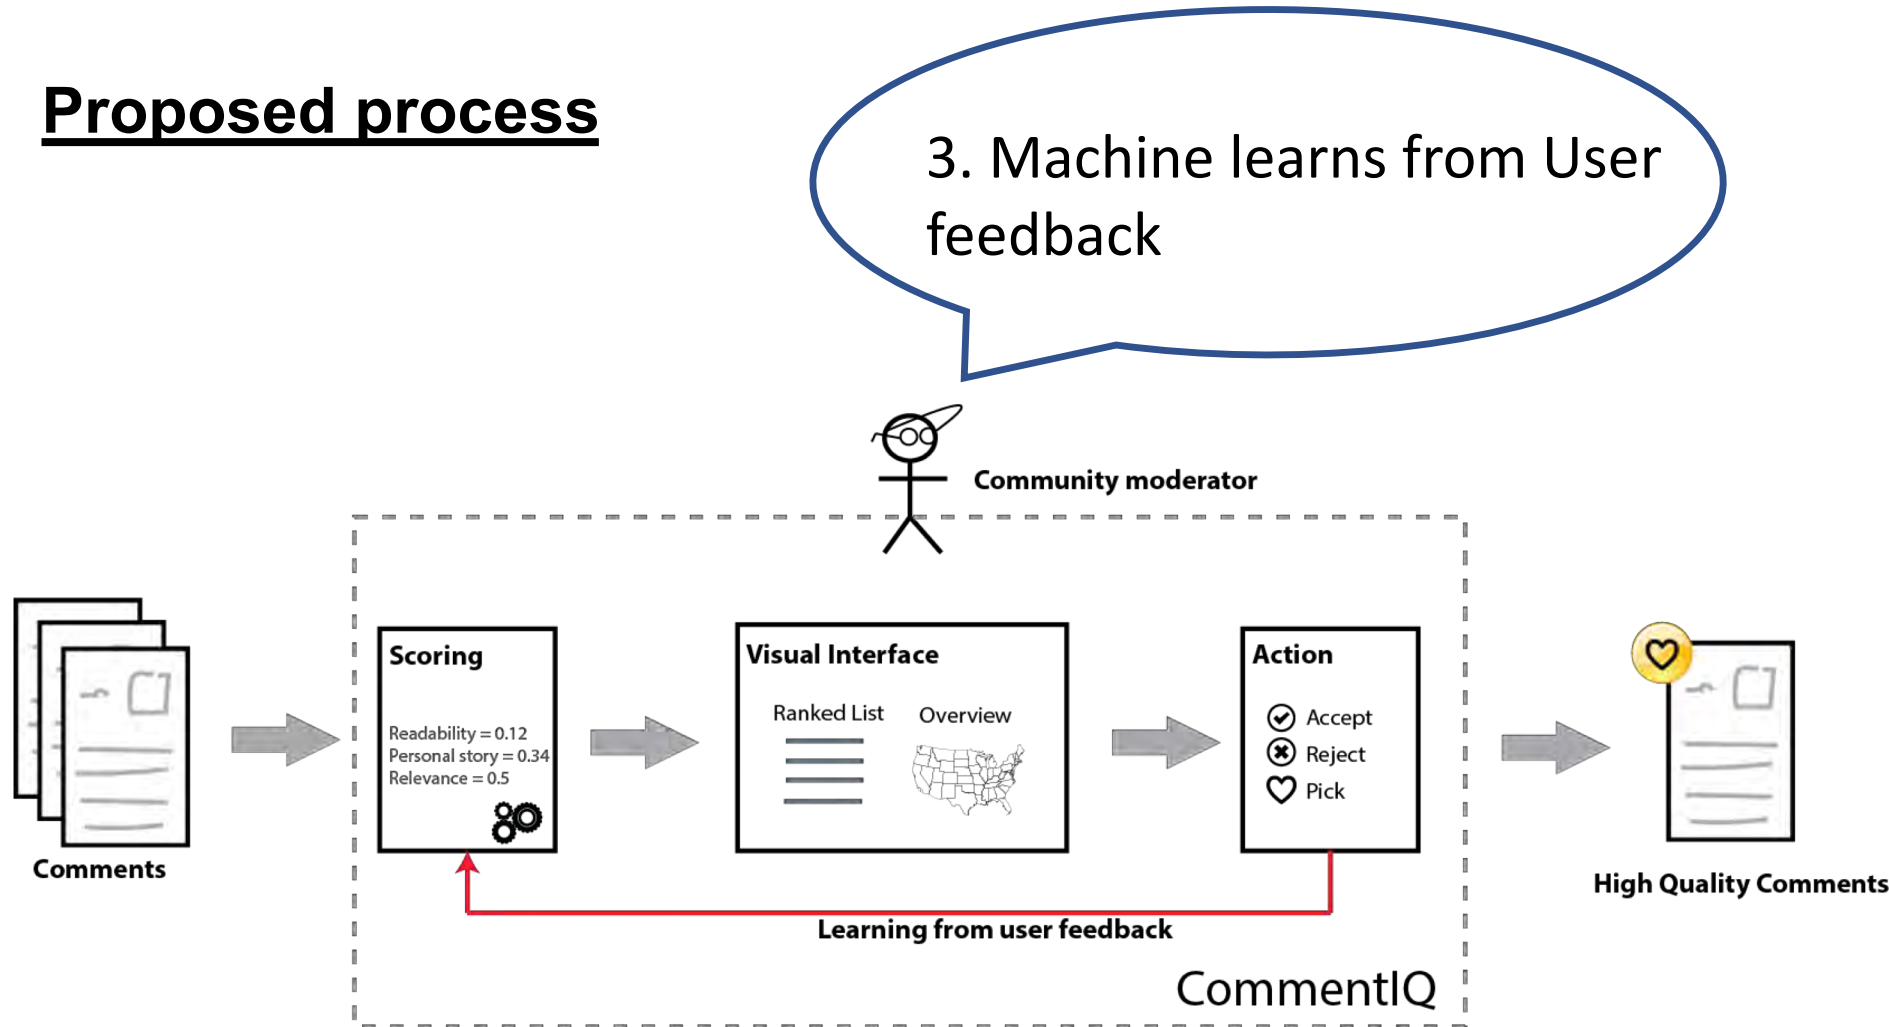 Proposed process
3. Machine learns from User
feedback
Community moderator
Scoring
Readability = 0.12
Personal story = 0.34
Relevance = 0.5
Visual Interface
Ranked List
Overview
Action
Accept
Reject
Pick
Comments
High Quality Comments
Learning from user feedback
CommentIQ